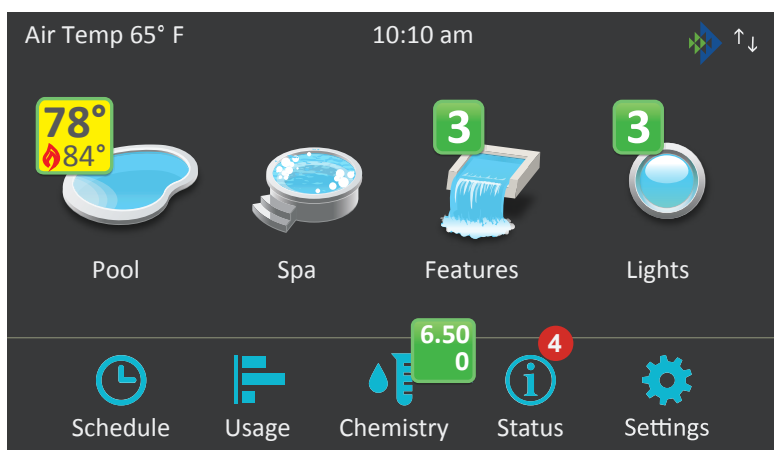 Air Temp 65° F 10:10 am ↑↓
78°
84°
3
3
Pool Spa Features Lights
6.50
0
4
Schedule Usage Chemistry Status Settings